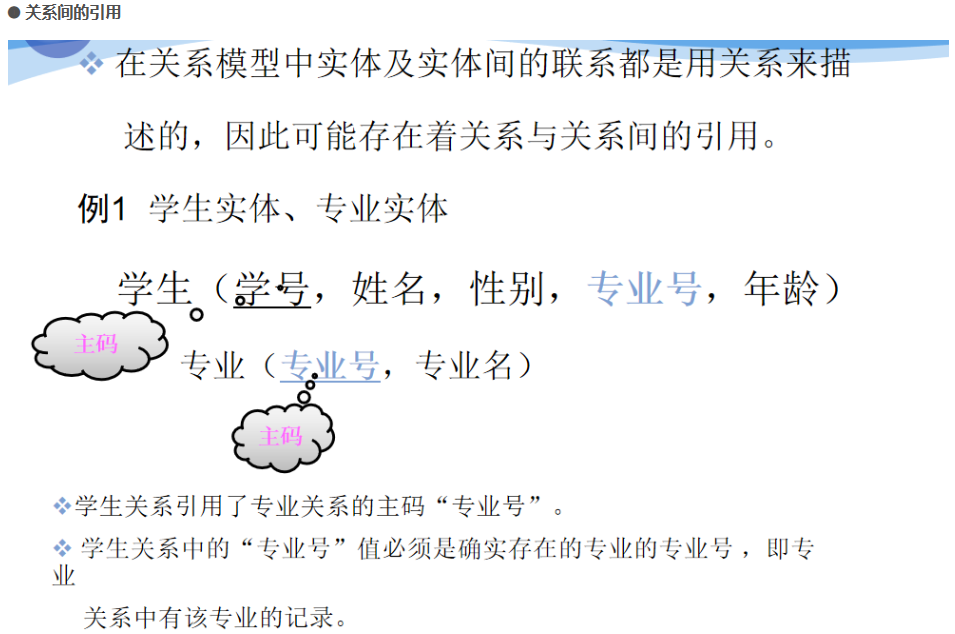 ● 关系间的引用
❖ 在关系模型中实体及实体间的联系都是用关系来描
述的，因此可能存在着关系与关系间的引用。
例1 学生实体、专业实体
学生（学号，姓名，性别，专业号，年龄）
主码
专业（专业号，专业名）
主码
❖学生关系引用了专业关系的主码“专业号”。
❖ 学生关系中的“专业号”值必须是确实存在的专业的专业号 ，即专
业
关系中有该专业的记录。